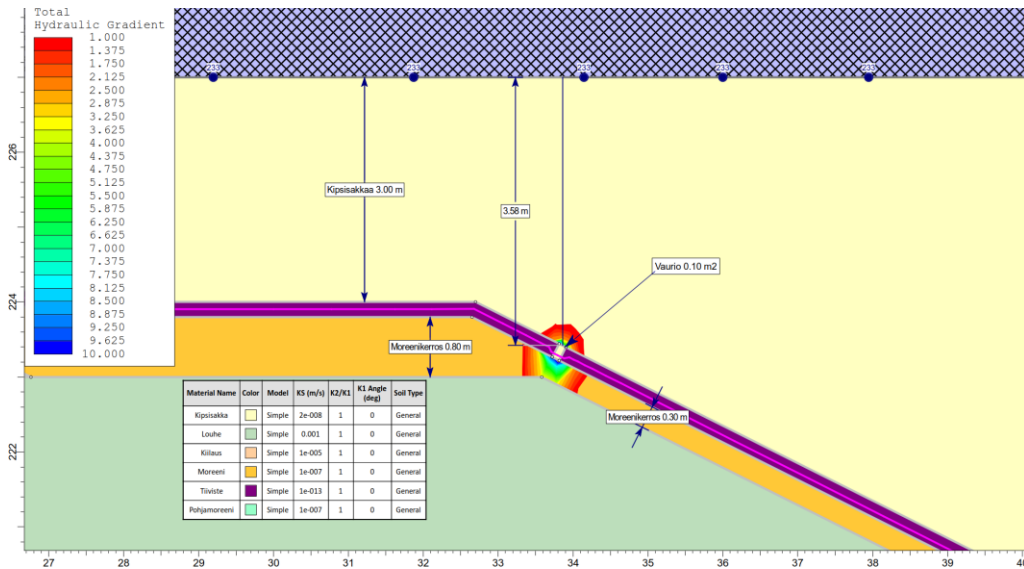 Total
Hydraulic Gradient
1.000
1.375
1.750
2.125
2.500
2.875
3.250
3.625
4.000
4.375
4.750
5.125
5.500
5.875
6.250
6.625
7.000
7.375
7.750
8.125
8.500
8.875
9.250
9.625
10.000
233
233
233
233
233
226
224
222
Kipsisakkaa 3.00 m
3.58 m
Vaurio 0.10 m2
Moreenikerros 0.80 m
Moreenikerros 0.30 m
Material Name Color Model KS (m/s) K2/K1 K1 Angle (deg) Soil Type
Kipsisakka Simple 2e-008 1 0 General
Louhe Simple 0.001 1 0 General
Kiilaus Simple 1e-005 1 0 General
Moreeni Simple 1e-007 1 0 General
Tiiviste Simple 1e-013 1 0 General
Pohjamoreeni Simple 1e-007 1 0 General
27 28 29 30 31 32 33 34 35 36 37 38 39 40